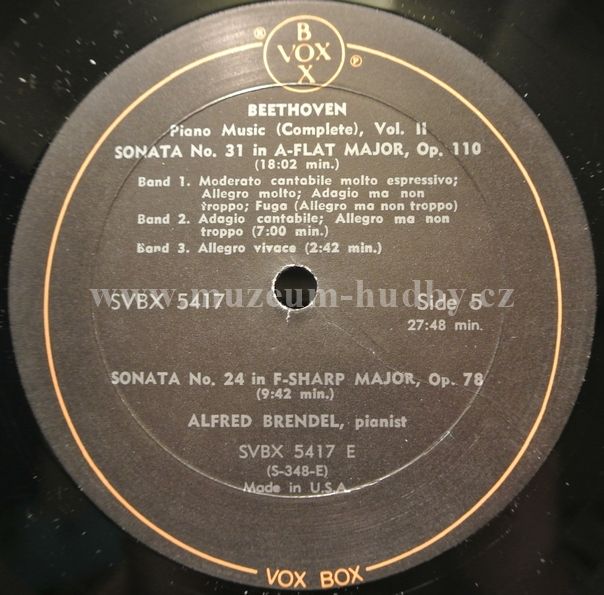 BOX
VOX
® ℗
BEETHOVEN
Piano Music (Complete), Vol. II
SONATA No. 31 in A-FLAT MAJOR, Op. 110
(18:02 min.)
Band 1. Moderato cantabile molto espressivo;
Allegro molto; Adagio ma non
troppo; Fuga (Allegro ma non troppo)
Band 2. Adagio cantabile; Allegro ma non
troppo (7:00 min.)
Band 3. Allegro vivace (2:42 min.)
www.muzeum-hudby.cz
SVBX 5417 Side 5
27:48 min.
SONATA No. 24 in F-SHARP MAJOR, Op. 78
(9:42 min.)
ALFRED BRENDEL, pianist
SVBX 5417 E
(S-348-E)
Made in U.S.A.
VOX BOX